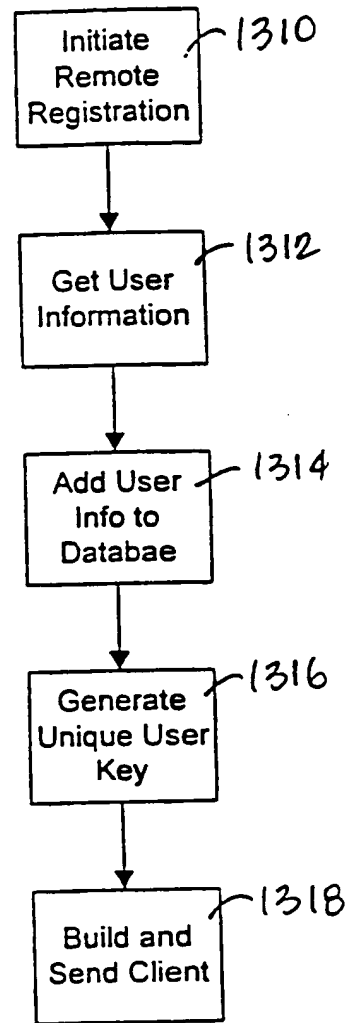 Initiate
Remote
Registration
1310
Get User
Information
1312
Add User
Info to
Databae
1314
Generate
Unique User
Key
1316
Build and
Send Client
1318